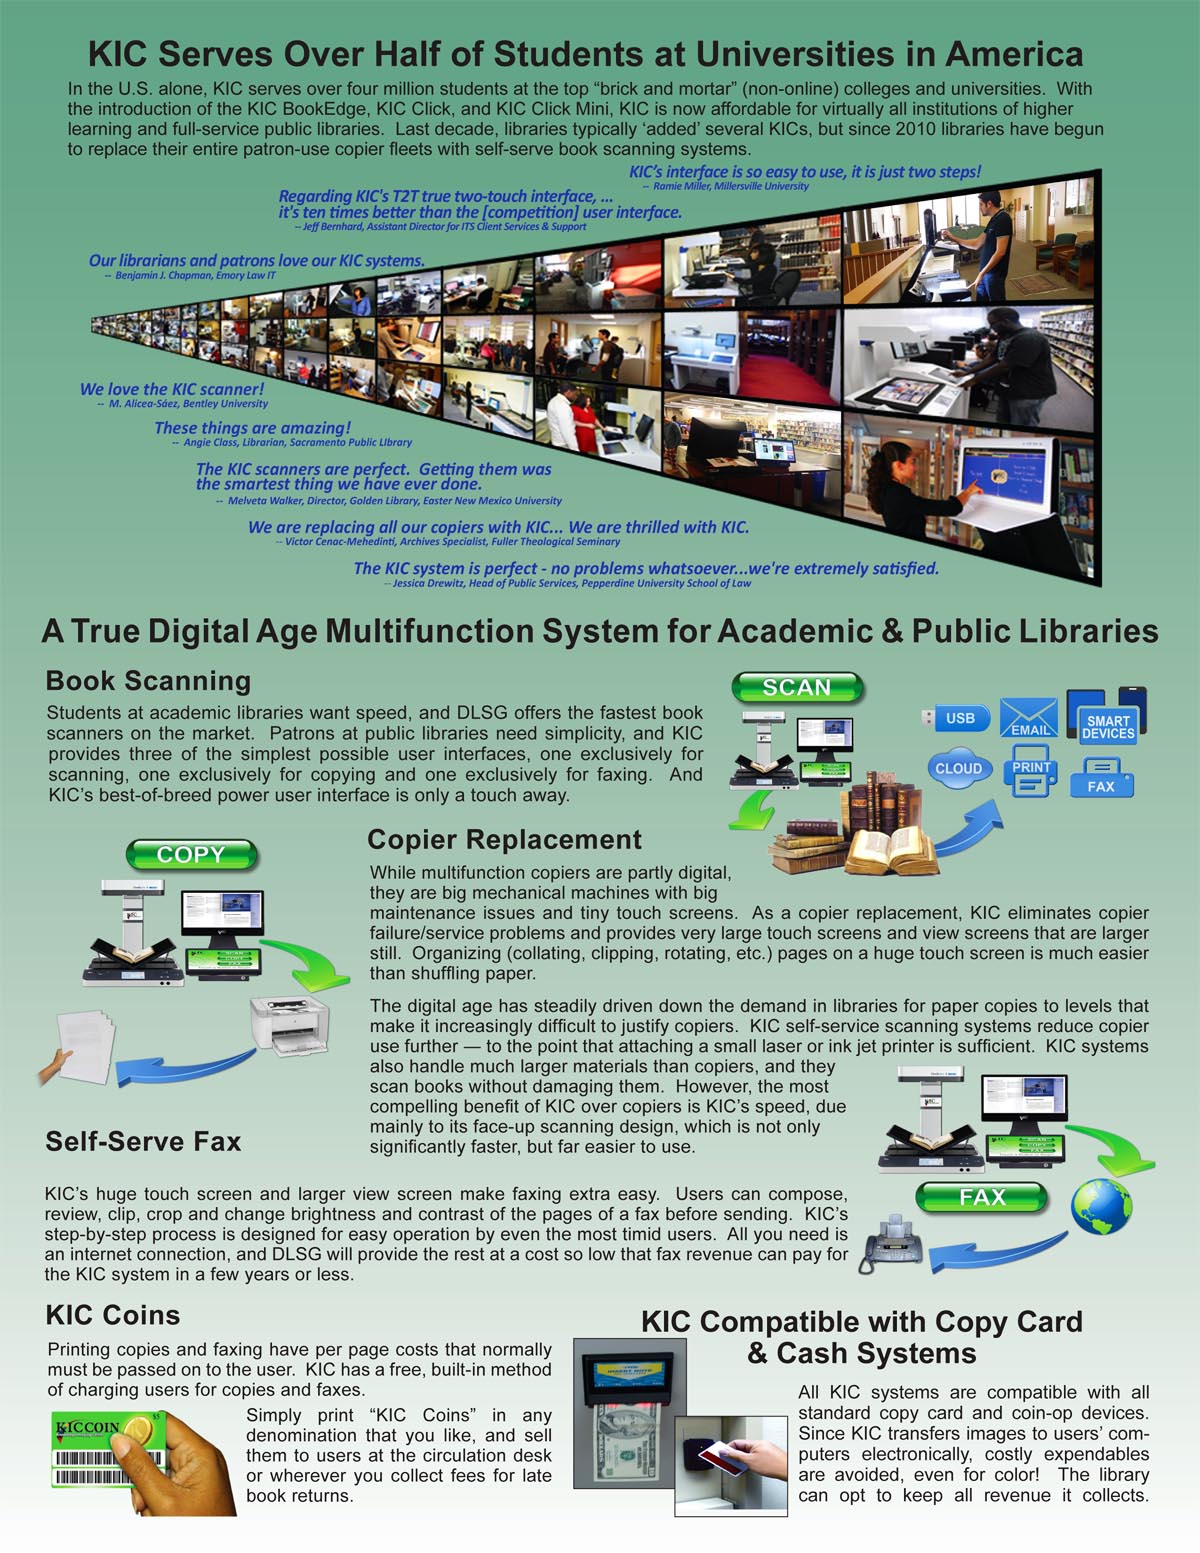 KIC Serves Over Half of Students at Universities in America
In the U.S. alone, KIC serves over four million students at the top “brick and mortar” (non-online) colleges and universities. With
the introduction of the KIC BookEdge, KIC Click, and KIC Click Mini, KIC is now affordable for virtually all institutions of higher
learning and full-service public libraries. Last decade, libraries typically ‘added’ several KICs, but since 2010 libraries have begun
to replace their entire patron-use copier fleets with self-serve book scanning systems.
KIC’s interface is so easy to use, it is just two steps!
-- Ramie Miller, Millersville University
Regarding KIC's T2T true two-touch interface, ...
it's ten times better than the [competition] user interface.
-- Jeff Bernhard, Assistant Director for ITS Client Services & Support
Our librarians and patrons love our KIC systems.
-- Benjamin J. Chapman, Emory Law IT
We love the KIC scanner!
-- M. Alicea-Sáez, Bentley University
These things are amazing!
-- Angie Class, Librarian, Sacramento Public LIbrary
The KIC scanners are perfect. Getting them was
the smartest thing we have ever done.
-- Melveta Walker, Director, Golden Library, Easter New Mexico University
We are replacing all our copiers with KIC... We are thrilled with KIC.
-- Victor Cenac-Mehedinti, Archives Specialist, Fuller Theological Seminary
The KIC system is perfect - no problems whatsoever...we're extremely satisfied.
-- Jessica Drewitz, Head of Public Services, Pepperdine University School of Law
A True Digital Age Multifunction System for Academic & Public Libraries
Book Scanning
Students at academic libraries want speed, and DLSG offers the fastest book
scanners on the market. Patrons at public libraries need simplicity, and KIC
provides three of the simplest possible user interfaces, one exclusively for
scanning, one exclusively for copying and one exclusively for faxing. And
KIC’s best-of-breed power user interface is only a touch away.
SCAN
USB
EMAIL
SMART
DEVICES
CLOUD
PRINT
FAX
COPY
SCAN
COPY
FAX
Copier Replacement
While multifunction copiers are partly digital,
they are big mechanical machines with big
maintenance issues and tiny touch screens. As a copier replacement, KIC eliminates copier
failure/service problems and provides very large touch screens and view screens that are larger
still. Organizing (collating, clipping, rotating, etc.) pages on a huge touch screen is much easier
than shuffling paper.
The digital age has steadily driven down the demand in libraries for paper copies to levels that
make it increasingly difficult to justify copiers. KIC self-service scanning systems reduce copier
use further — to the point that attaching a small laser or ink jet printer is sufficient. KIC systems
also handle much larger materials than copiers, and they
scan books without damaging them. However, the most
compelling benefit of KIC over copiers is KIC’s speed, due
mainly to its face-up scanning design, which is not only
significantly faster, but far easier to use.
SCAN
COPY
FAX
FAX
Self-Serve Fax
KIC’s huge touch screen and larger view screen make faxing extra easy. Users can compose,
review, clip, crop and change brightness and contrast of the pages of a fax before sending. KIC’s
step-by-step process is designed for easy operation by even the most timid users. All you need is
an internet connection, and DLSG will provide the rest at a cost so low that fax revenue can pay for
the KIC system in a few years or less.
KIC Coins
Printing copies and faxing have per page costs that normally
must be passed on to the user. KIC has a free, built-in method
of charging users for copies and faxes.
KICCOIN
$5
Simply print “KIC Coins” in any
denomination that you like, and sell
them to users at the circulation desk
or wherever you collect fees for late
book returns.
KIC Compatible with Copy Card
& Cash Systems
INSERT NOTE
All KIC systems are compatible with all
standard copy card and coin-op devices.
Since KIC transfers images to users’ com-
puters electronically, costly expendables
are avoided, even for color! The library
can opt to keep all revenue it collects.